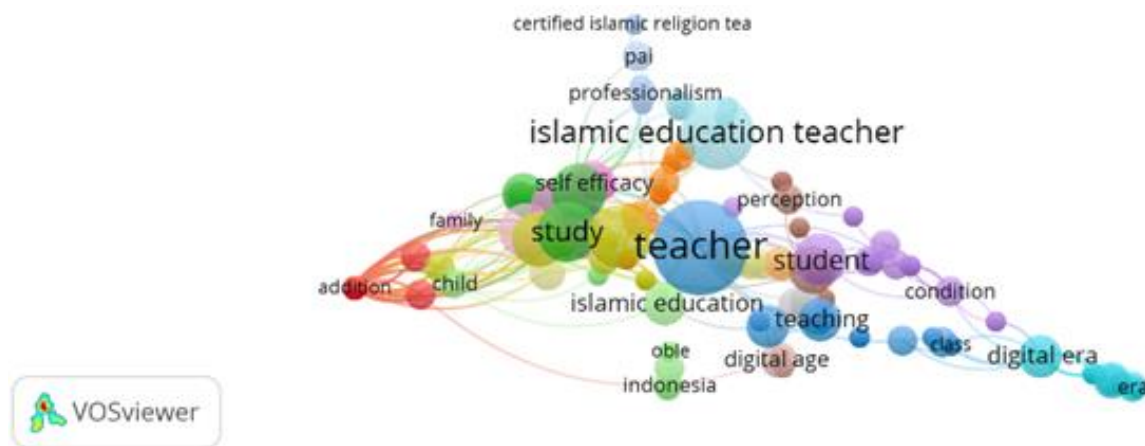 certified islamic religion tea
pai
professionalism
islamic education teacher
self efficacy
perception
family
study
teacher
student
addition
child
islamic education
condition
teaching
class
oble
digital age
digital era
indonesia
era
VOSviewer